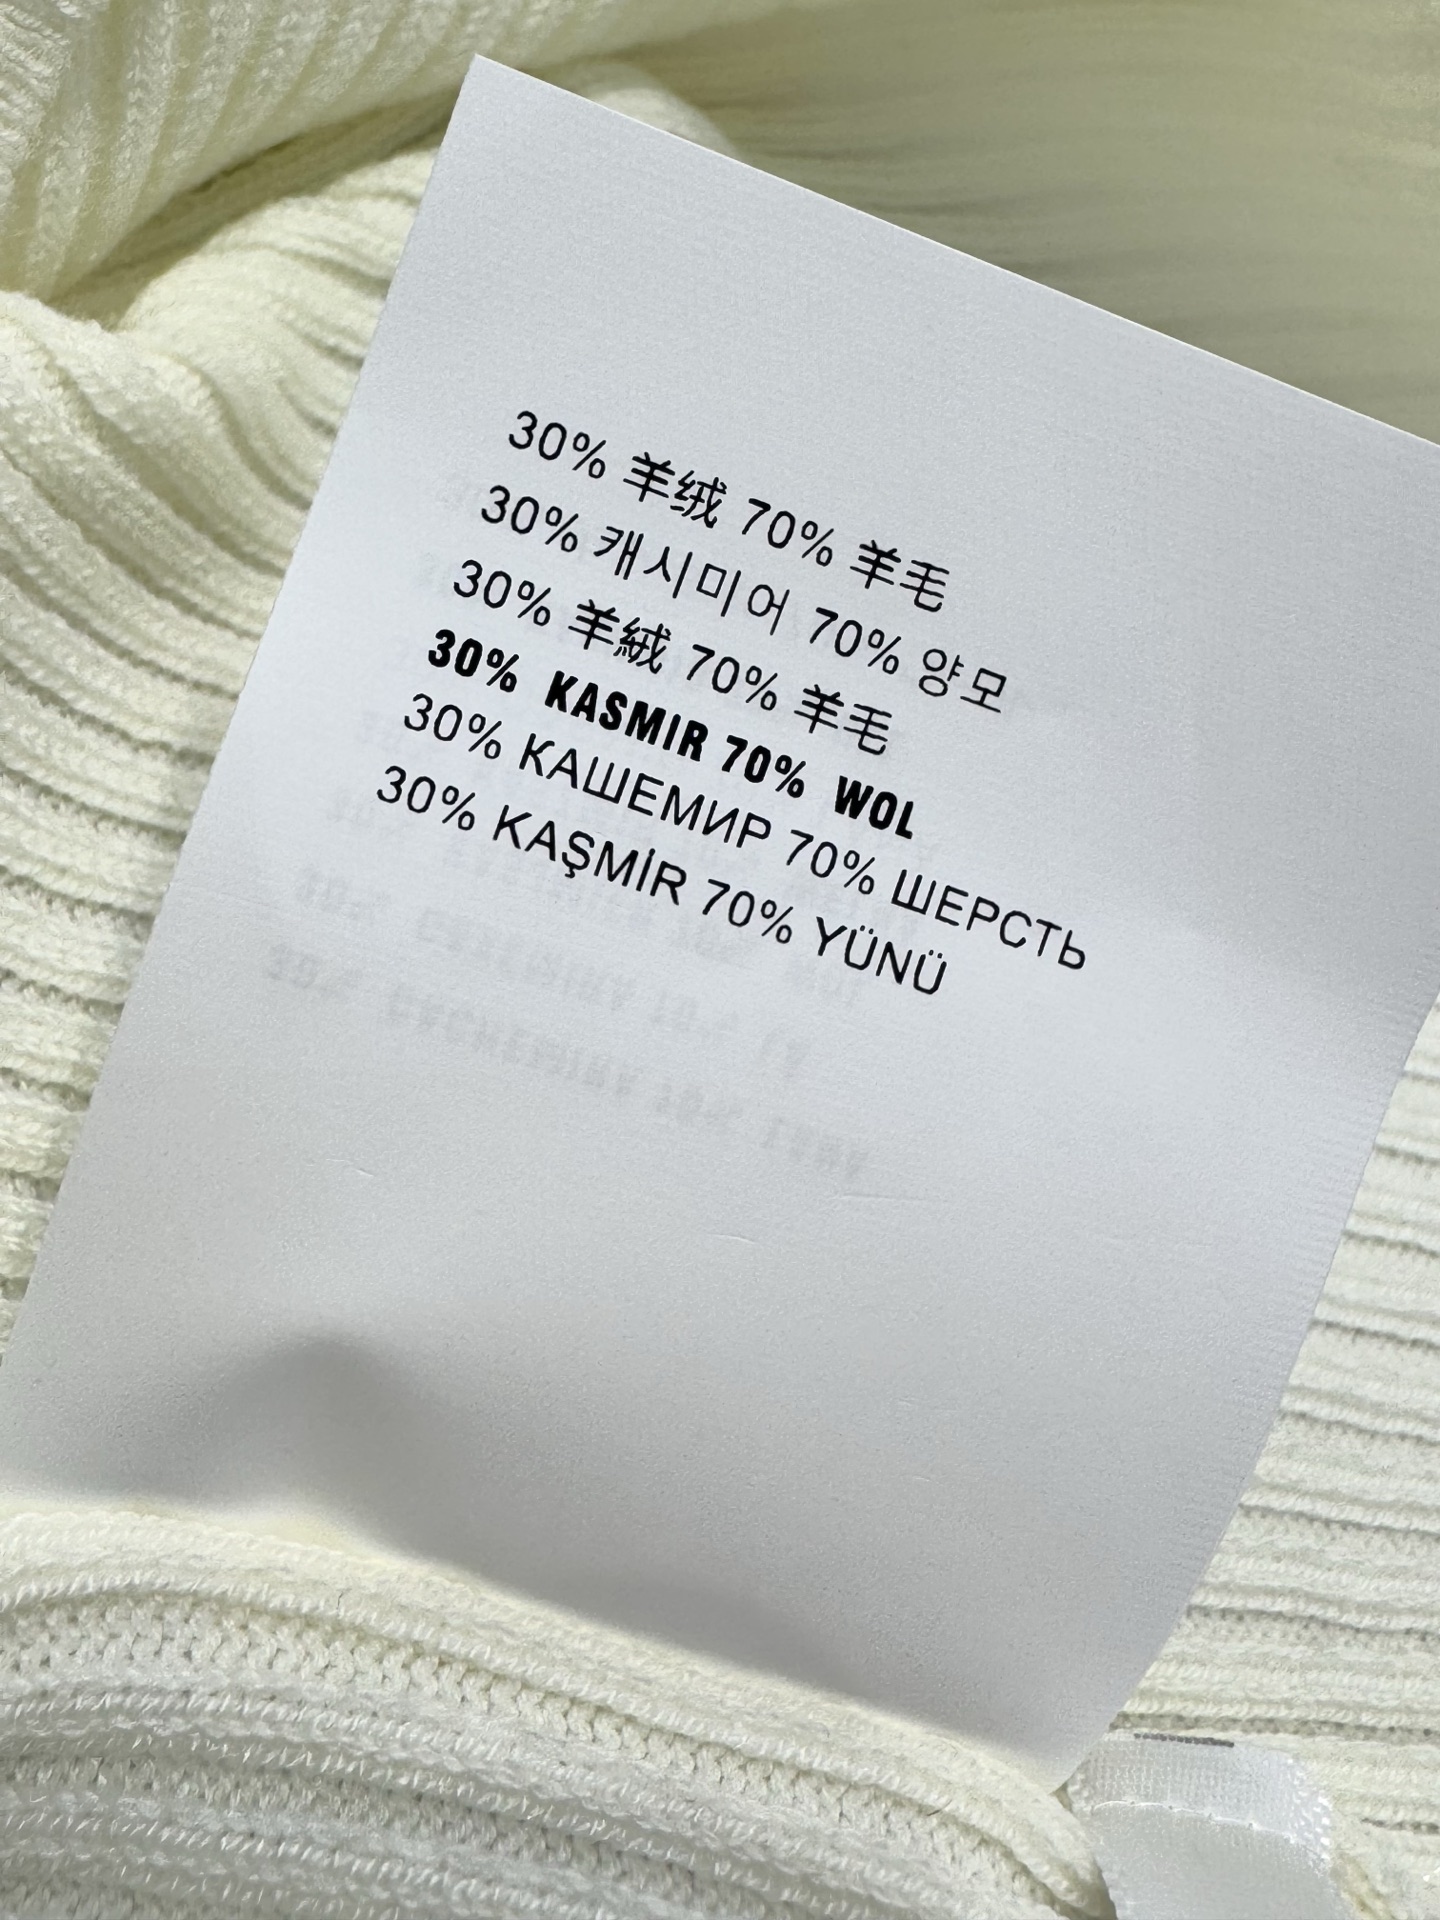 30% 羊绒 70% 羊毛
30% 캐시미어 70% 양모
30% 羊絨 70% 羊毛
30% KASMIR 70% WOL
30% КАШЕМИР 70% ШЕРСТЬ
30% KAŞMİR 70% YÜNÜ